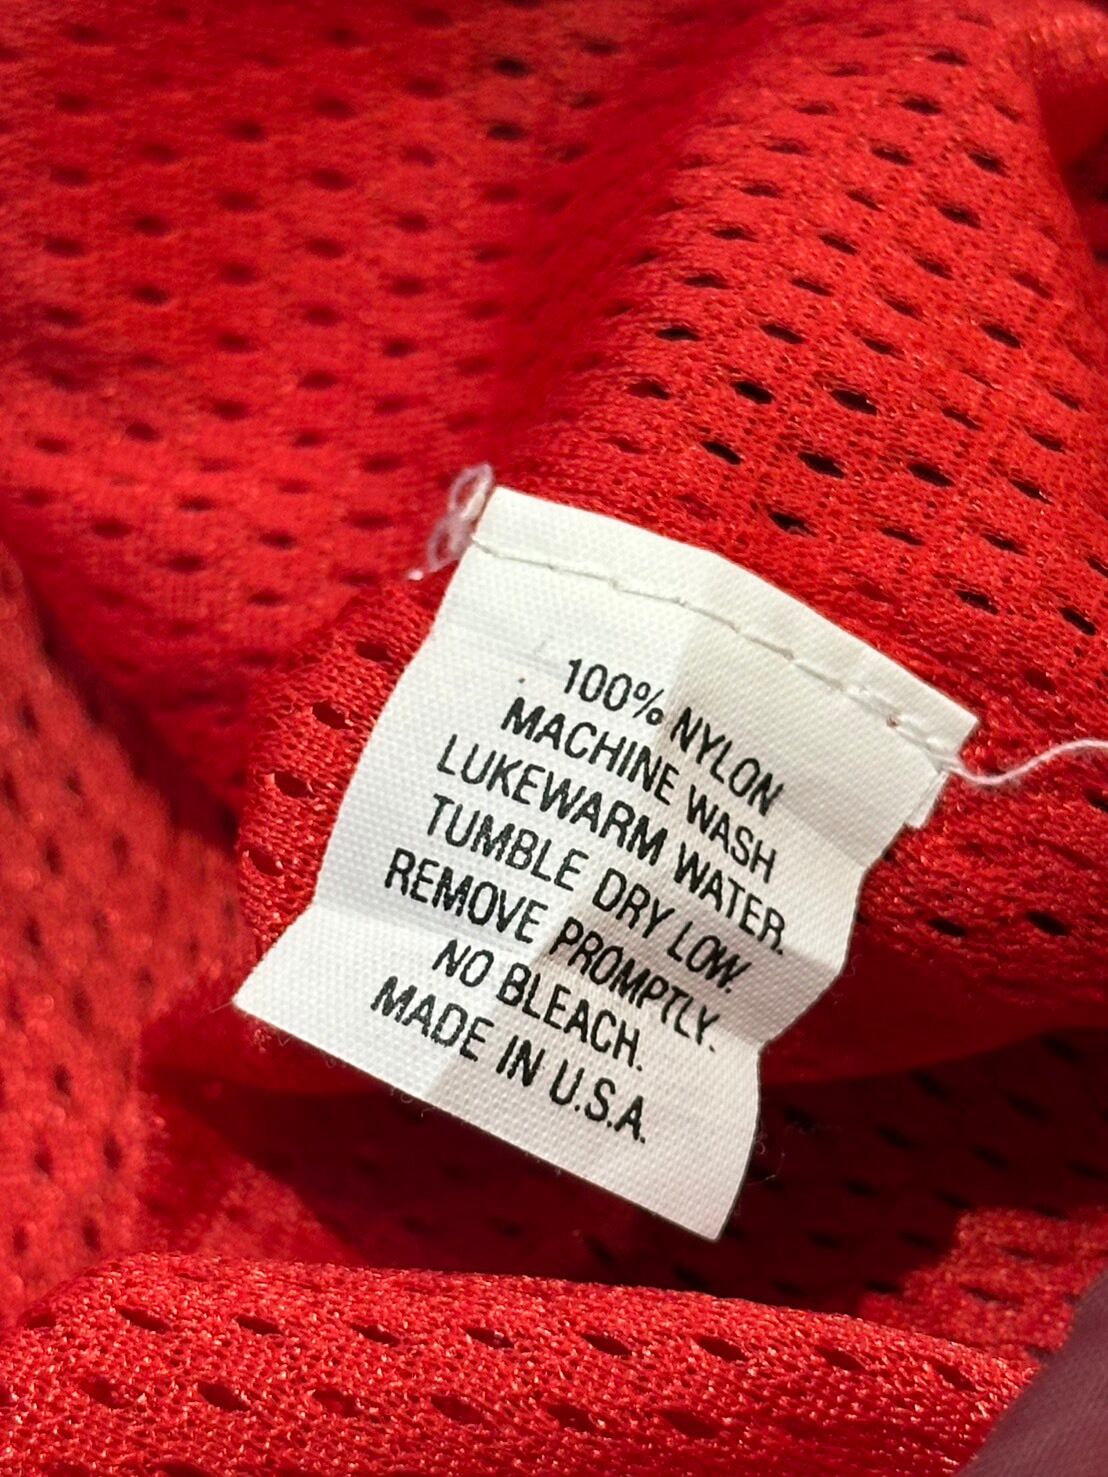 100% NYLON
MACHINE WASH
LUKEWARM WATER.
TUMBLE DRY LOW.
REMOVE PROMPTLY.
NO BLEACH.
MADE IN U.S.A.